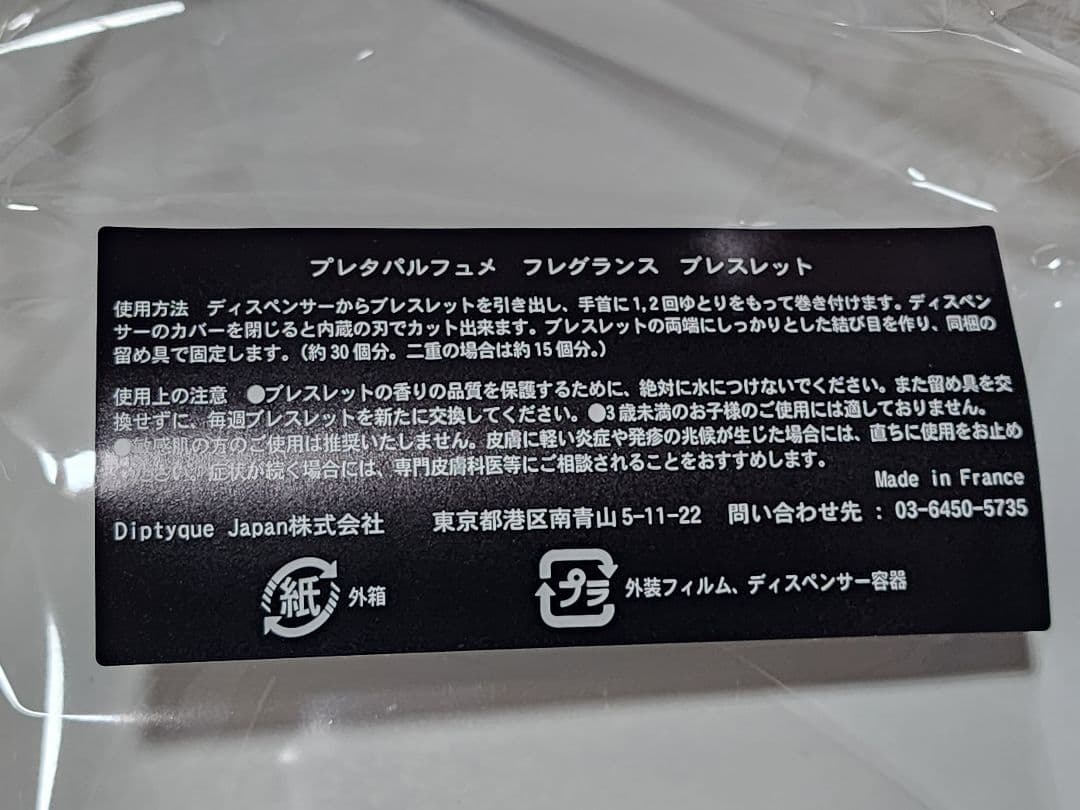 プレタパルフュメ フレグランス ブレスレット
使用方法 ディスペンサーからブレスレットを引き出し、手首に1,2回ゆとりをもって巻き付けます。ディスペン
サーのカバーを閉じると内蔵の刃でカット出来ます。ブレスレットの両端にしっかりとした結び目を作り、同梱の
留め具で固定します。（約30個分。二重の場合は約15個分。）
使用上の注意 ●ブレスレットの香りの品質を保護するために、絶対に水につけないでください。また留め具を交
換せずに、毎週ブレスレットを新たに交換してください。●3歳未満のお子様のご使用には適しておりません。
●敏感肌の方のご使用は推奨いたしません。皮膚に軽い炎症や発疹の兆候が生じた場合には、直ちに使用をお止め
ください。症状が続く場合には、専門皮膚科医等にご相談されることをおすすめします。
Made in France
Diptyque Japan株式会社 東京都港区南青山5-11-22 問い合わせ先 : 03-6450-5735
紙 外箱 プラ 外装フィルム、ディスペンサー容器